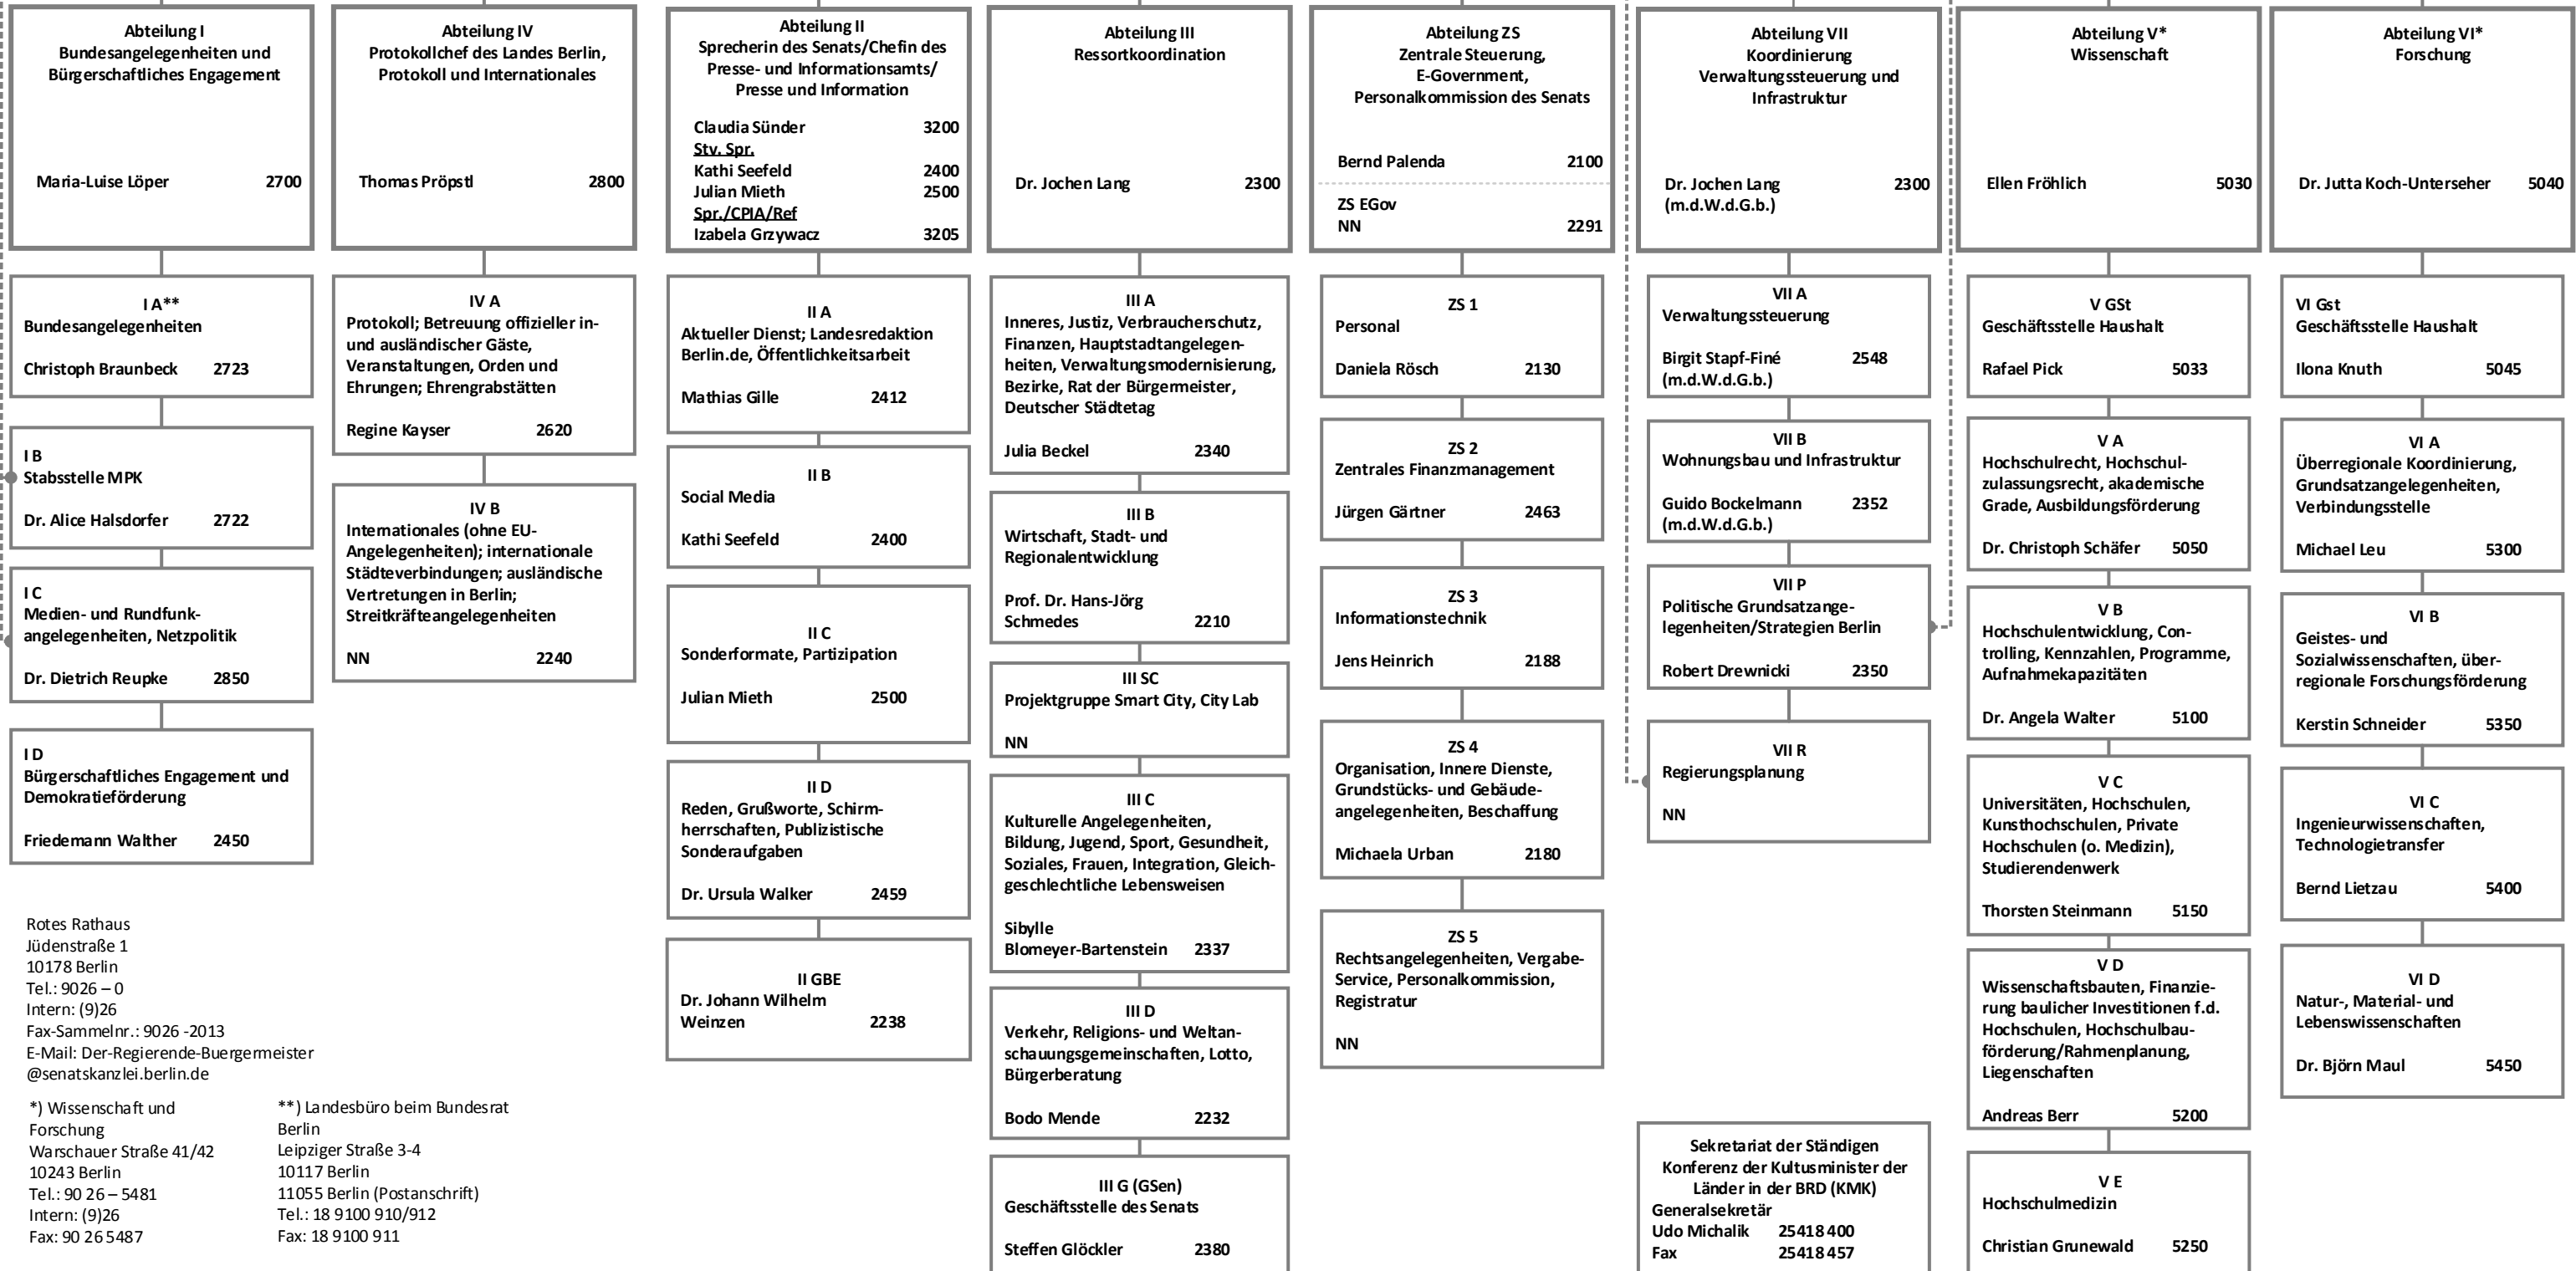 Abteilung I
Bundesangelegenheiten und
Bürgerschaftliches Engagement
Maria-Luise Löper 2700
I A**
Bundesangelegenheiten
Christoph Braunbeck 2723
I B
Stabsstelle MPK
Dr. Alice Halsdorfer 2722
I C
Medien- und Rundfunk-
angelegenheiten, Netzpolitik
Dr. Dietrich Reupke 2850
I D
Bürgerschaftliches Engagement und
Demokratieförderung
Friedemann Walther 2450
Abteilung IV
Protokollchef des Landes Berlin,
Protokoll und Internationales
Thomas Pröpstl 2800
IV A
Protokoll; Betreuung offizieller in-
und ausländischer Gäste,
Veranstaltungen, Orden und
Ehrungen; Ehrengrabstätten
Regine Kayser 2620
IV B
Internationales (ohne EU-
Angelegenheiten); internationale
Städteverbindungen; ausländische
Vertretungen in Berlin;
Streitkräfteangelegenheiten
NN 2240
Abteilung II
Sprecherin des Senats/Chefin des
Presse- und Informationsamts/
Presse und Information
Claudia Sünder 3200
Stv. Spr.
Kathi Seefeld 2400
Julian Mieth 2500
Spr./CPIA/Ref
Izabela Grzywacz 3205
II A
Aktueller Dienst; Landesredaktion
Berlin.de, Öffentlichkeitsarbeit
Mathias Gille 2412
II B
Social Media
Kathi Seefeld 2400
II C
Sonderformate, Partizipation
Julian Mieth 2500
II D
Reden, Grußworte, Schirm-
herrschaften, Publizistische
Sonderaufgaben
Dr. Ursula Walker 2459
II GBE
Dr. Johann Wilhelm
Weinzen 2238
Abteilung III
Ressortkoordination
Dr. Jochen Lang 2300
III A
Inneres, Justiz, Verbraucherschutz,
Finanzen, Hauptstadtangelegen-
heiten, Verwaltungsmodernisierung,
Bezirke, Rat der Bürgermeister,
Deutscher Städtetag
Julia Beckel 2340
III B
Wirtschaft, Stadt- und
Regionalentwicklung
Prof. Dr. Hans-Jörg
Schmedes 2210
III SC
Projektgruppe Smart City, City Lab
NN
III C
Kulturelle Angelegenheiten,
Bildung, Jugend, Sport, Gesundheit,
Soziales, Frauen, Integration, Gleich-
geschlechtliche Lebensweisen
Sibylle
Blomeyer-Bartenstein 2337
III D
Verkehr, Religions- und Weltan-
schauungsgemeinschaften, Lotto,
Bürgerberatung
Bodo Mende 2232
III G (GSen)
Geschäftsstelle des Senats
Steffen Glöckler 2380
Abteilung ZS
Zentrale Steuerung,
E-Government,
Personalkommission des Senats
Bernd Palenda 2100
ZS EGov
NN 2291
ZS 1
Personal
Daniela Rösch 2130
ZS 2
Zentrales Finanzmanagement
Jürgen Gärtner 2463
ZS 3
Informationstechnik
Jens Heinrich 2188
ZS 4
Organisation, Innere Dienste,
Grundstücks- und Gebäude-
angelegenheiten, Beschaffung
Michaela Urban 2180
ZS 5
Rechtsangelegenheiten, Vergabe-
Service, Personalkommission,
Registratur
NN
Abteilung VII
Koordinierung
Verwaltungssteuerung und
Infrastruktur
Dr. Jochen Lang 2300
(m.d.W.d.G.b.)
VII A
Verwaltungssteuerung
Birgit Stapf-Finé 2548
(m.d.W.d.G.b.)
VII B
Wohnungsbau und Infrastruktur
Guido Bockelmann 2352
(m.d.W.d.G.b.)
VII P
Politische Grundsatzange-
legenheiten/Strategien Berlin
Robert Drewnicki 2350
VII R
Regierungsplanung
NN
Sekretariat der Ständigen
Konferenz der Kultusminister der
Länder in der BRD (KMK)
Generalsekretär
Udo Michalik 25418 400
Fax 25418 457
Abteilung V*
Wissenschaft
Ellen Fröhlich 5030
V GSt
Geschäftsstelle Haushalt
Rafael Pick 5033
V A
Hochschulrecht, Hochschul-
zulassungsrecht, akademische
Grade, Ausbildungsförderung
Dr. Christoph Schäfer 5050
V B
Hochschulentwicklung, Con-
trolling, Kennzahlen, Programme,
Aufnahmekapazitäten
Dr. Angela Walter 5100
V C
Universitäten, Hochschulen,
Kunsthochschulen, Private
Hochschulen (o. Medizin),
Studierendenwerk
Thorsten Steinmann 5150
V D
Wissenschaftsbauten, Finanzie-
rung baulicher Investitionen f.d.
Hochschulen, Hochschulbau-
förderung/Rahmenplanung,
Liegenschaften
Andreas Berr 5200
V E
Hochschulmedizin
Christian Grunewald 5250
Abteilung VI*
Forschung
Dr. Jutta Koch-Unterseher 5040
VI Gst
Geschäftsstelle Haushalt
Ilona Knuth 5045
VI A
Überregionale Koordinierung,
Grundsatzangelegenheiten,
Verbindungsstelle
Michael Leu 5300
VI B
Geistes- und
Sozialwissenschaften, über-
regionale Forschungsförderung
Kerstin Schneider 5350
VI C
Ingenieurwissenschaften,
Technologietransfer
Bernd Lietzau 5400
VI D
Natur-, Material- und
Lebenswissenschaften
Dr. Björn Maul 5450
Rotes Rathaus
Jüdenstraße 1
10178 Berlin
Tel.: 9026 – 0
Intern: (9)26
Fax-Sammelnr.: 9026 -2013
E-Mail: Der-Regierende-Buergermeister
@senatskanzlei.berlin.de
*) Wissenschaft und
Forschung
Warschauer Straße 41/42
10243 Berlin
Tel.: 90 26 – 5481
Intern: (9)26
Fax: 90 26 5487
**) Landesbüro beim Bundesrat
Berlin
Leipziger Straße 3-4
10117 Berlin
11055 Berlin (Postanschrift)
Tel.: 18 9100 910/912
Fax: 18 9100 911